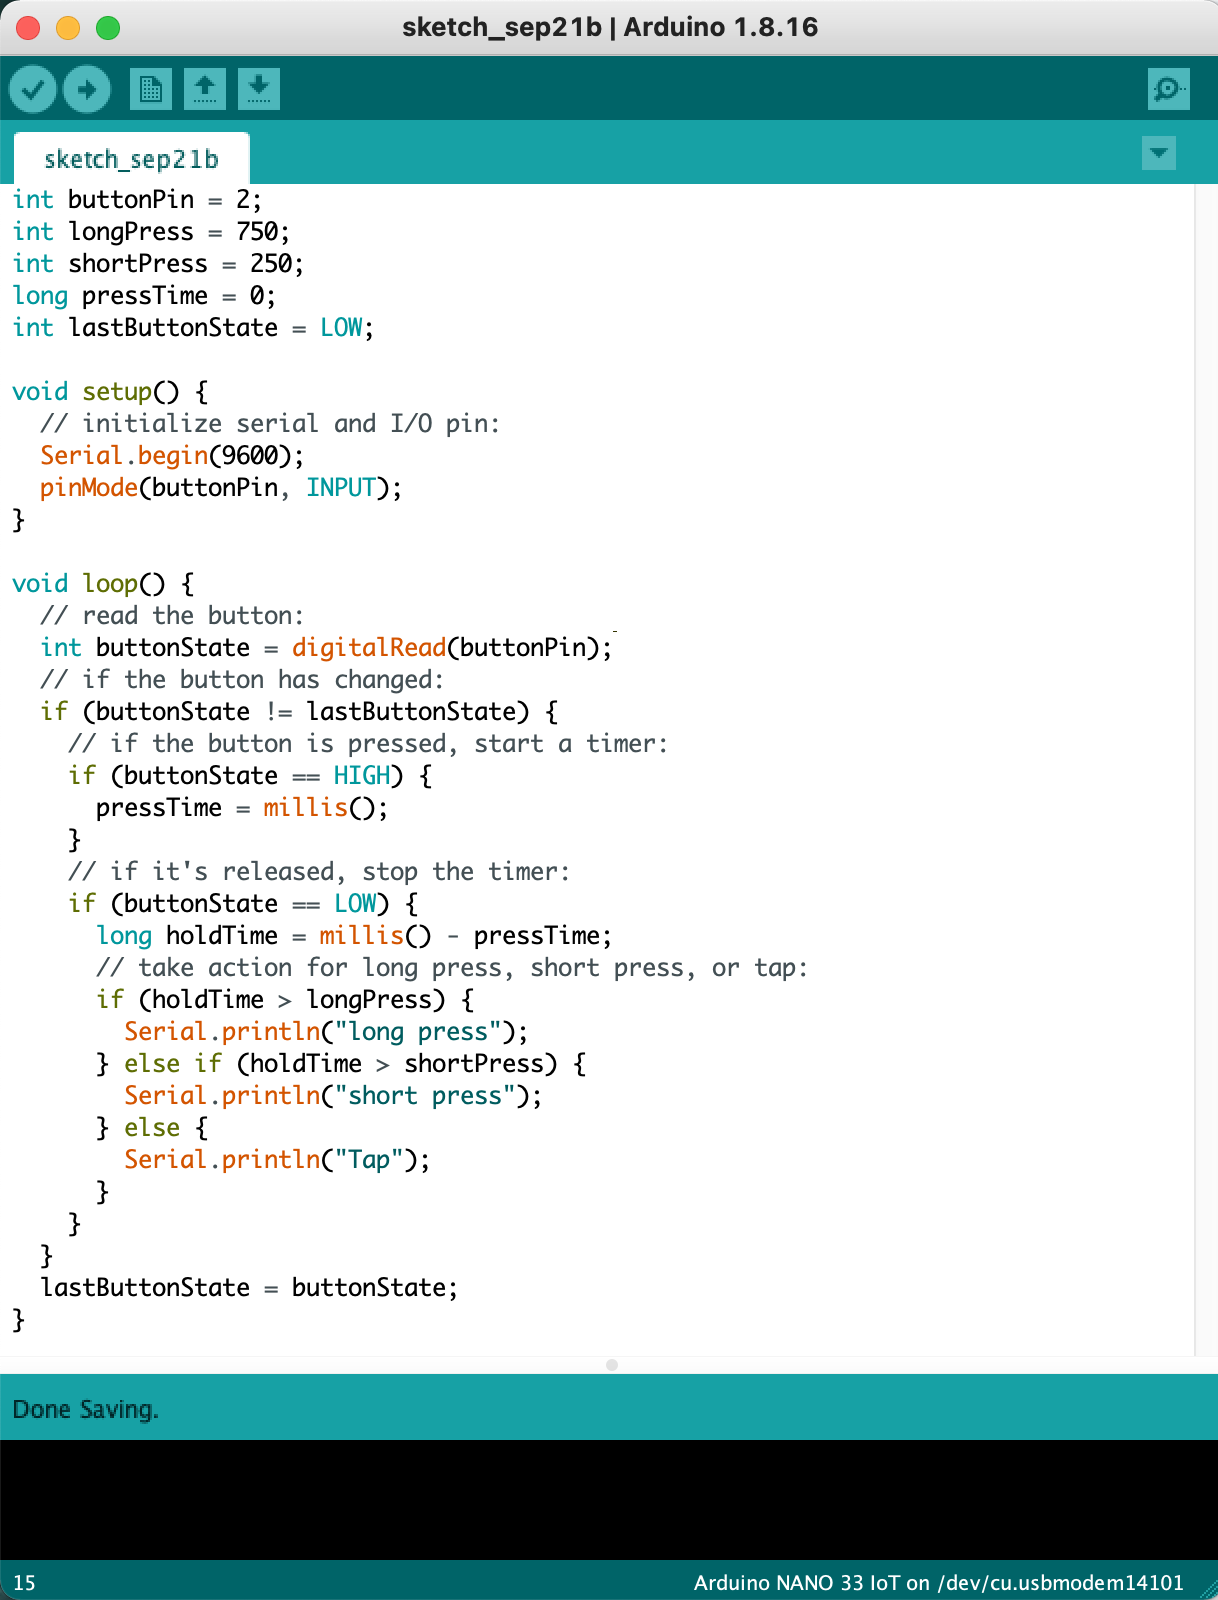 sketch_sep21b | Arduino 1.8.16
sketch_sep21b
int buttonPin = 2;
int longPress = 750;
int shortPress = 250;
long pressTime = 0;
int lastButtonState = LOW;

void setup() {
  // initialize serial and I/O pin:
  Serial.begin(9600);
  pinMode(buttonPin, INPUT);
}

void loop() {
  // read the button:
  int buttonState = digitalRead(buttonPin);
  // if the button has changed:
  if (buttonState != lastButtonState) {
    // if the button is pressed, start a timer:
    if (buttonState == HIGH) {
      pressTime = millis();
    }
    // if it's released, stop the timer:
    if (buttonState == LOW) {
      long holdTime = millis() - pressTime;
      // take action for long press, short press, or tap:
      if (holdTime > longPress) {
        Serial.println("long press");
      } else if (holdTime > shortPress) {
        Serial.println("short press");
      } else {
        Serial.println("Tap");
      }
    }
  }
  lastButtonState = buttonState;
}
Done Saving.
15
Arduino NANO 33 IoT on /dev/cu.usbmodem14101